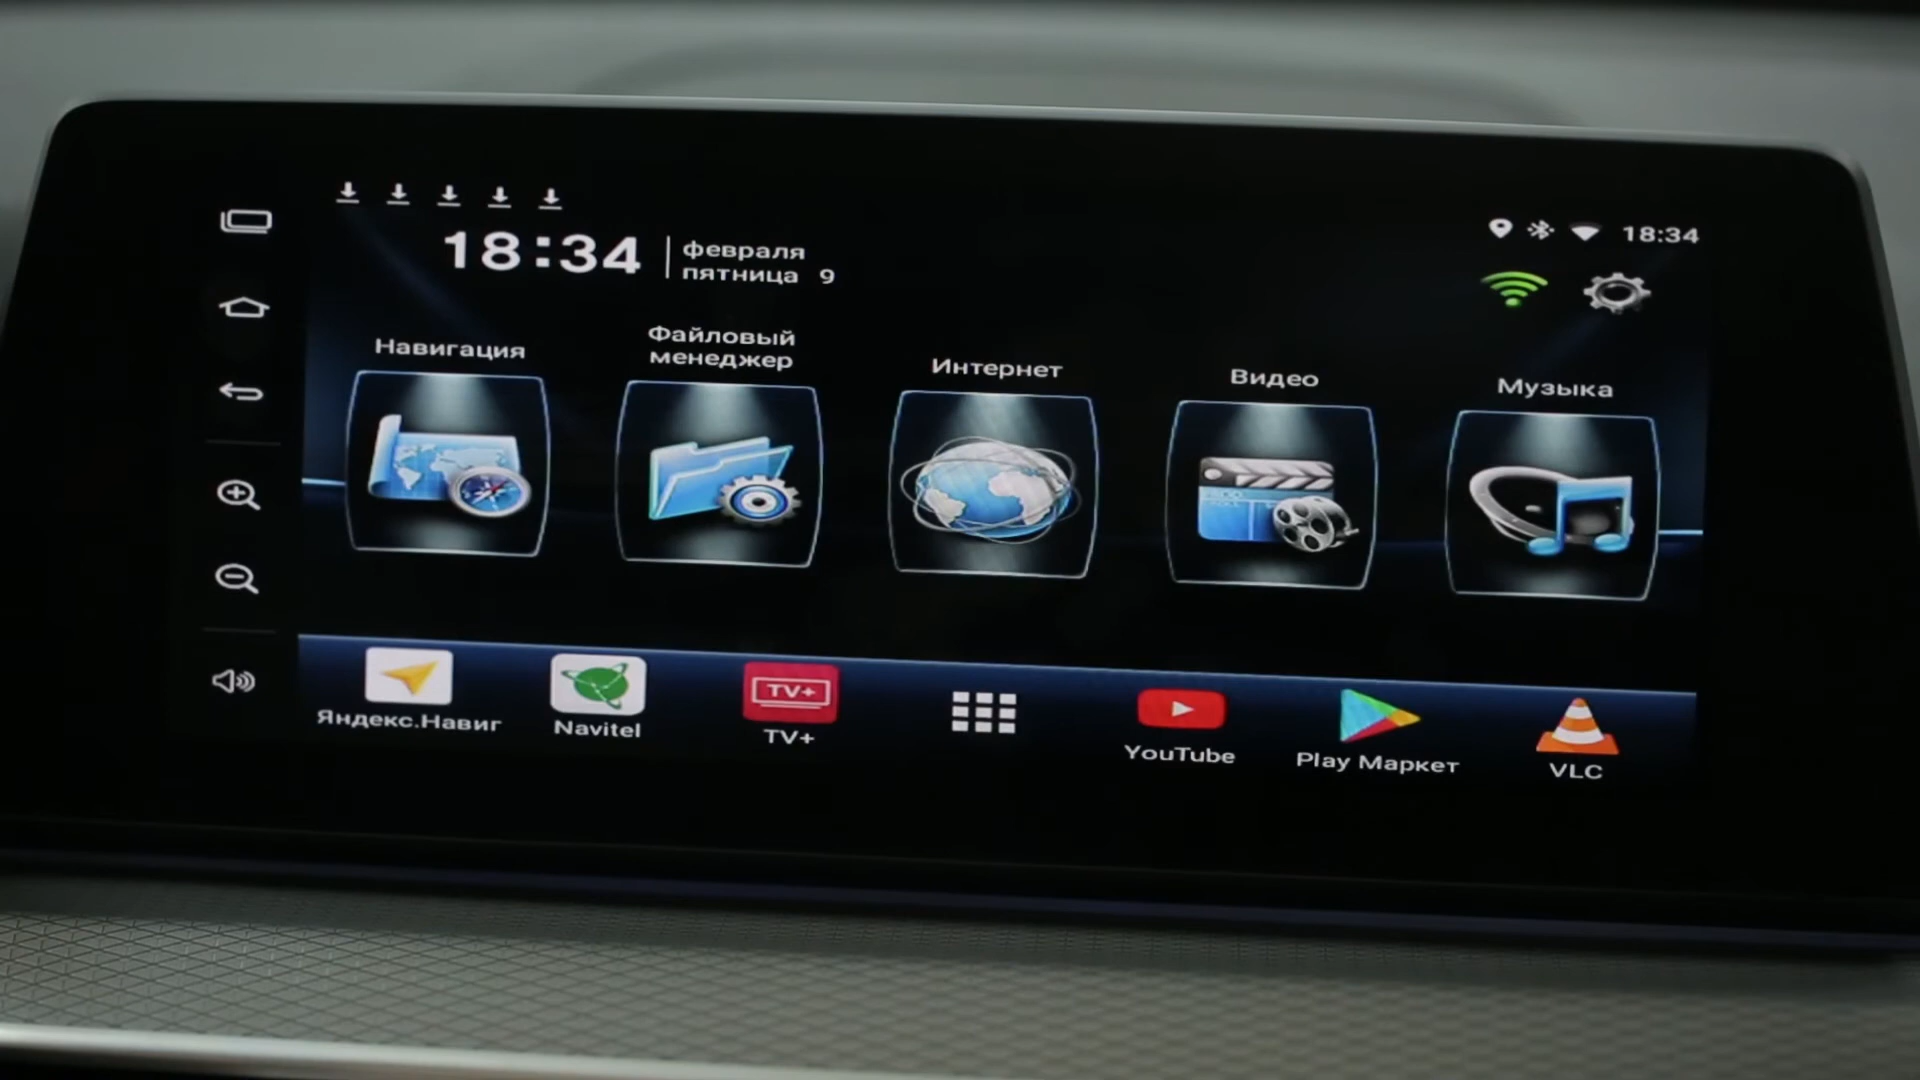 18:34
февраля
пятница 9
18:34
Навигация
Файловый
менеджер
Интернет
Видео
Музыка
TV+
Яндекс.Навиг
Navitel
TV+
YouTube
Play Маркет
VLC